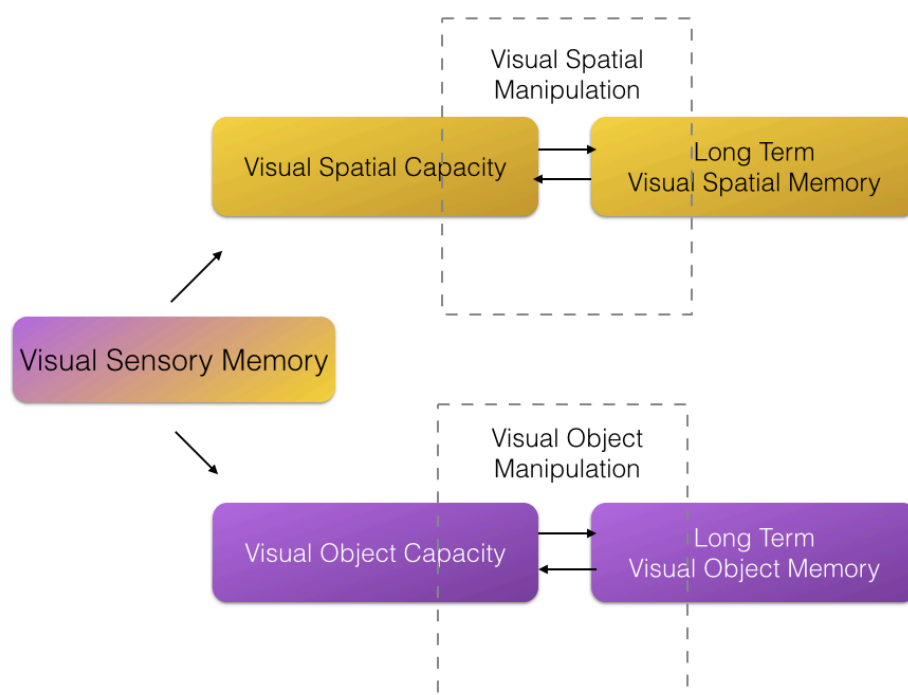 Visual Spatial
Manipulation
Visual Spatial Capacity
Long Term
Visual Spatial Memory
Visual Sensory Memory
Visual Object
Manipulation
Visual Object Capacity
Long Term
Visual Object Memory